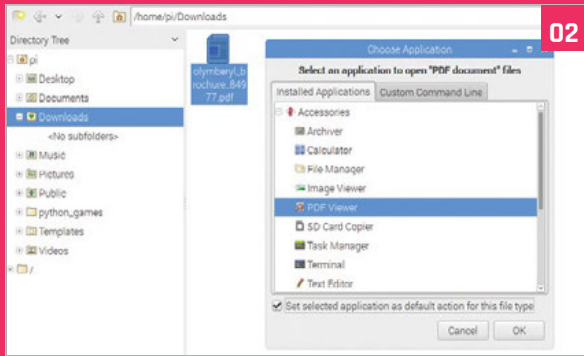 02
/home/pi/Downloads
Directory Tree
pi
Desktop
Documents
Downloads
<No subfolders>
Music
Pictures
Public
python_games
Templates
Videos
/
olymberyl_b
rochure_849
77.pdf
Choose Application
Select an application to open "PDF document" files
Installed Applications
Custom Command Line
Accessories
Archiver
Calculator
File Manager
Image Viewer
PDF Viewer
SD Card Copier
Task Manager
Terminal
Text Editor
Set selected application as default action for this file type
Cancel
OK